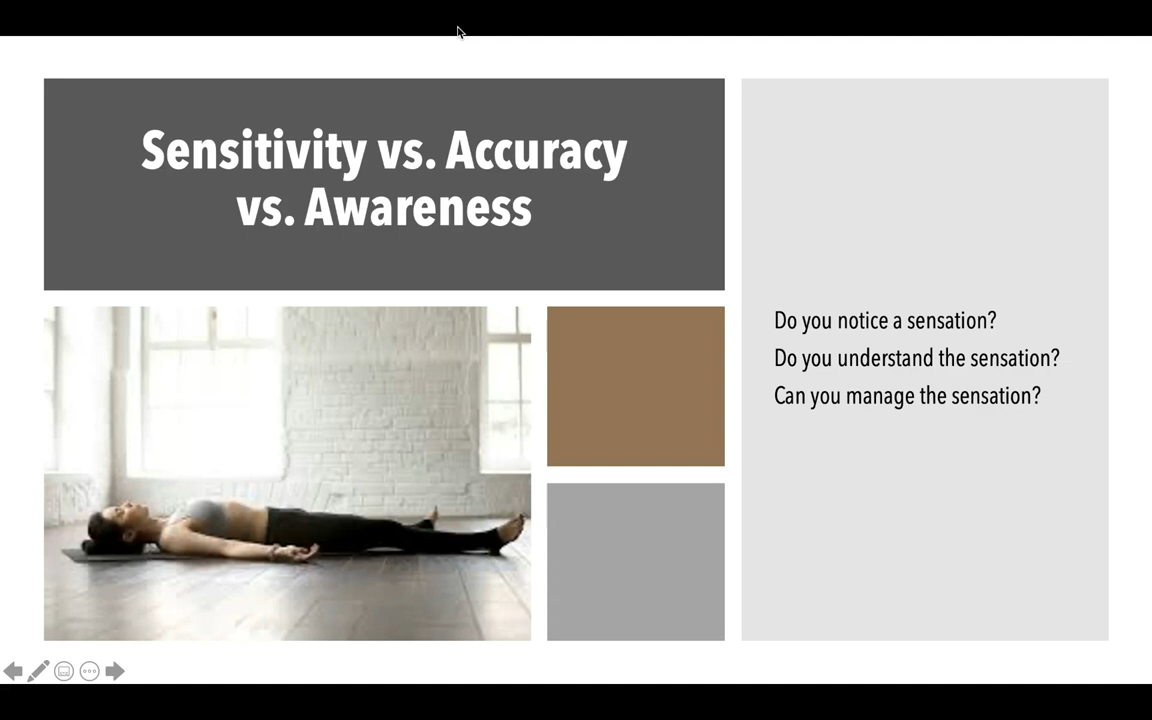 Sensitivity vs. Accuracy
vs. Awareness
Do you notice a sensation?
Do you understand the sensation?
Can you manage the sensation?